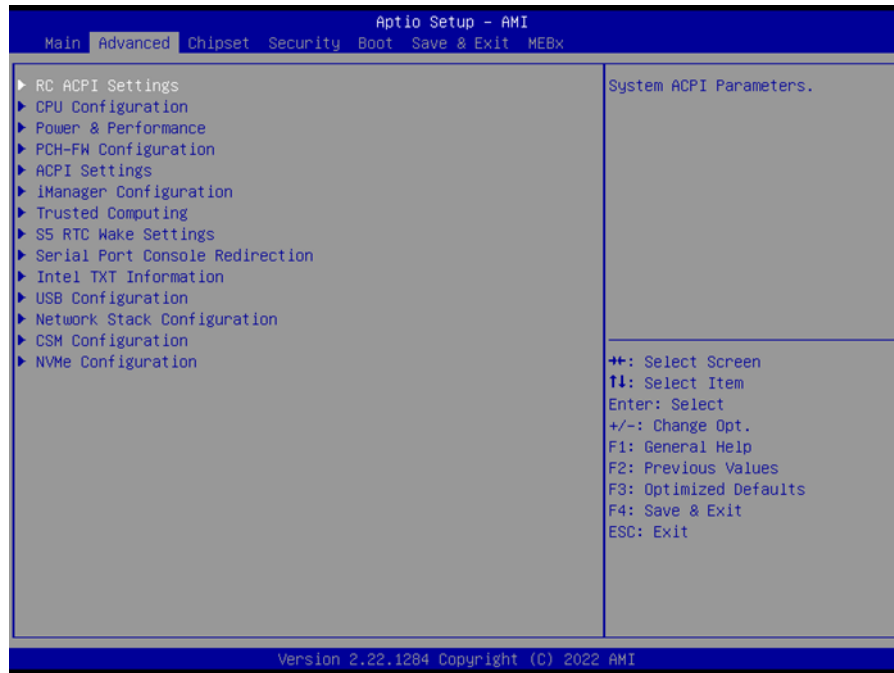 Aptio Setup - AMI
Main Advanced Chipset Security Boot Save & Exit MEBx
RC ACPI Settings
CPU Configuration
Power & Performance
PCH-FW Configuration
ACPI Settings
iManager Configuration
Trusted Computing
S5 RTC Wake Settings
Serial Port Console Redirection
Intel TXT Information
USB Configuration
Network Stack Configuration
CSM Configuration
NVMe Configuration
System ACPI Parameters.
→←: Select Screen
↑↓: Select Item
Enter: Select
+/-: Change Opt.
F1: General Help
F2: Previous Values
F3: Optimized Defaults
F4: Save & Exit
ESC: Exit
Version 2.22.1284 Copyright (C) 2022 AMI